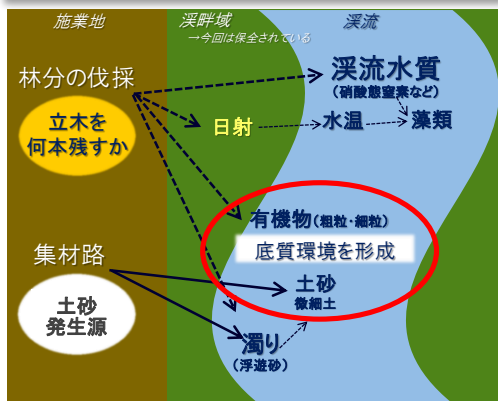 施業地
渓畔域
→今回は保全されている
渓流
林分の伐採
立木を
何本残すか
渓流水質
(硝酸態窒素など)
日射
水温
藻類
有機物(粗粒・細粒)
底質環境を形成
集材路
土砂
発生源
土砂
微細土
濁り
(浮遊砂)